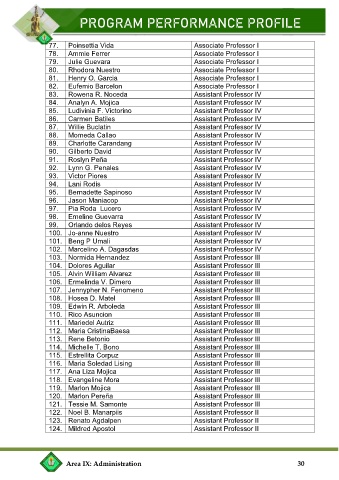 PROGRAM PERFORMANCE PROFILE
77. Poinsettia Vida Associate Professor I
78. Ammie Ferrer Associate Professor I
79. Julie Guevara Associate Professor I
80. Rhodora Nuestro Associate Professor I
81. Henry O. Garcia Associate Professor I
82. Eufemio Barcelon Associate Professor I
83. Rowena R. Noceda Assistant Professor IV
84. Analyn A. Mojica Assistant Professor IV
85. Ludivinia F. Victorino Assistant Professor IV
86. Carmen Batiles Assistant Professor IV
87. Willie Buclatin Assistant Professor IV
88. Momeda Callao Assistant Professor IV
89. Charlotte Carandang Assistant Professor IV
90. Gilberto David Assistant Professor IV
91. Roslyn Peña Assistant Professor IV
92. Lynn G. Penales Assistant Professor IV
93. Victor Piores Assistant Professor IV
94. Lani Rodis Assistant Professor IV
95. Bernadette Sapinoso Assistant Professor IV
96. Jason Maniacop Assistant Professor IV
97. Pia Roda Lucero Assistant Professor IV
98. Emeline Guevarra Assistant Professor IV
99. Orlando delos Reyes Assistant Professor IV
100. Jo-anne Nuestro Assistant Professor IV
101. Beng P Umali Assistant Professor IV
102. Marcelino A. Dagasdas Assistant Professor IV
103. Normida Hernandez Assistant Professor III
104. Dolores Aguilar Assistant Professor III
105. Alvin William Alvarez Assistant Professor III
106. Ermelinda V. Dimero Assistant Professor III
107. Jennypher N. Fenomeno Assistant Professor III
108. Hosea D. Matel Assistant Professor III
109. Edwin R. Arboleda Assistant Professor III
110. Rico Asuncion Assistant Professor III
111. Mariedel Autriz Assistant Professor III
112. Maria CristinaBaesa Assistant Professor III
113. Rene Betonio Assistant Professor III
114. Michelle T. Bono Assistant Professor III
115. Estrellita Corpuz Assistant Professor III
116. Maria Soledad Lising Assistant Professor III
117. Ana Liza Mojica Assistant Professor III
118. Evangeline Mora Assistant Professor III
119. Marlon Mojica Assistant Professor III
120. Marlon Pereña Assistant Professor III
121. Tessie M. Samonte Assistant Professor III
122. Noel B. Manarpiis Assistant Professor II
123. Renato Agdalpen Assistant Professor II
124. Mildred Apostol Assistant Professor II
Area IX: Administration 30